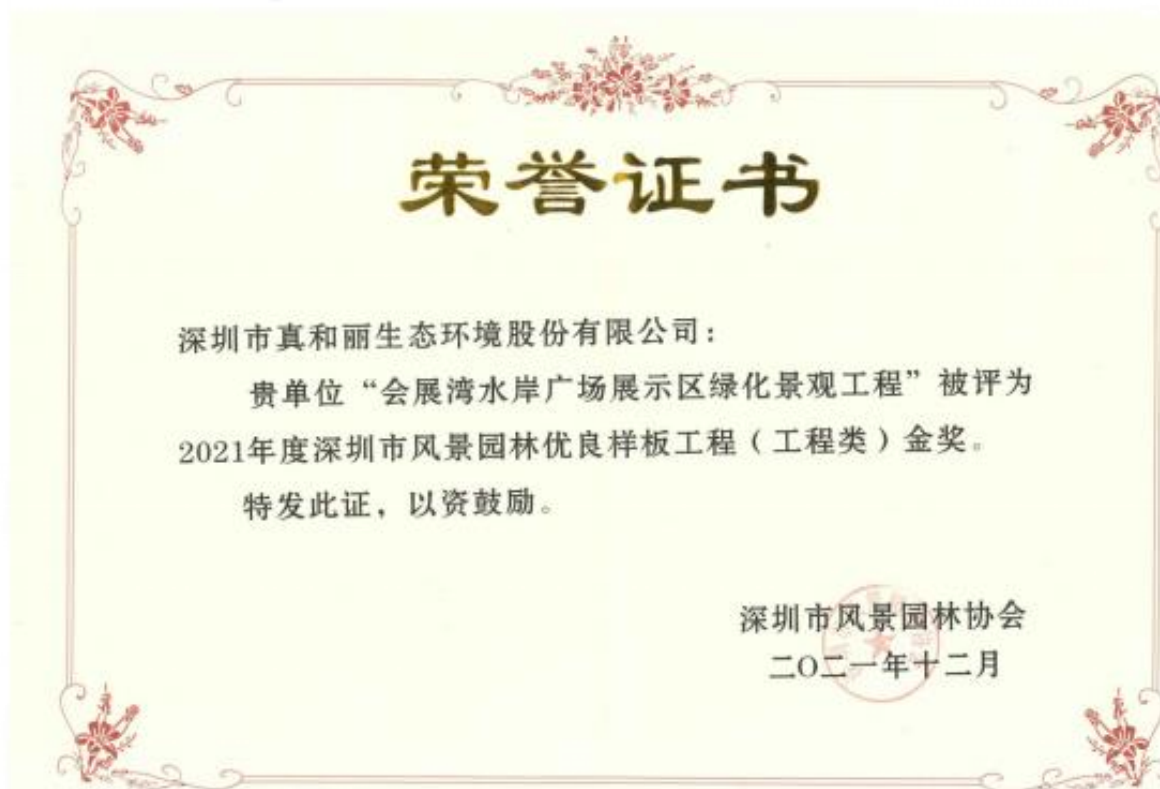 荣誉证书
深圳市真和丽生态环境股份有限公司：
贵单位“会展湾水岸广场展示区绿化景观工程”被评为
2021年度深圳市风景园林优良样板工程（工程类）金奖。
特发此证，以资鼓励。
深圳市风景园林协会
二〇二一年十二月